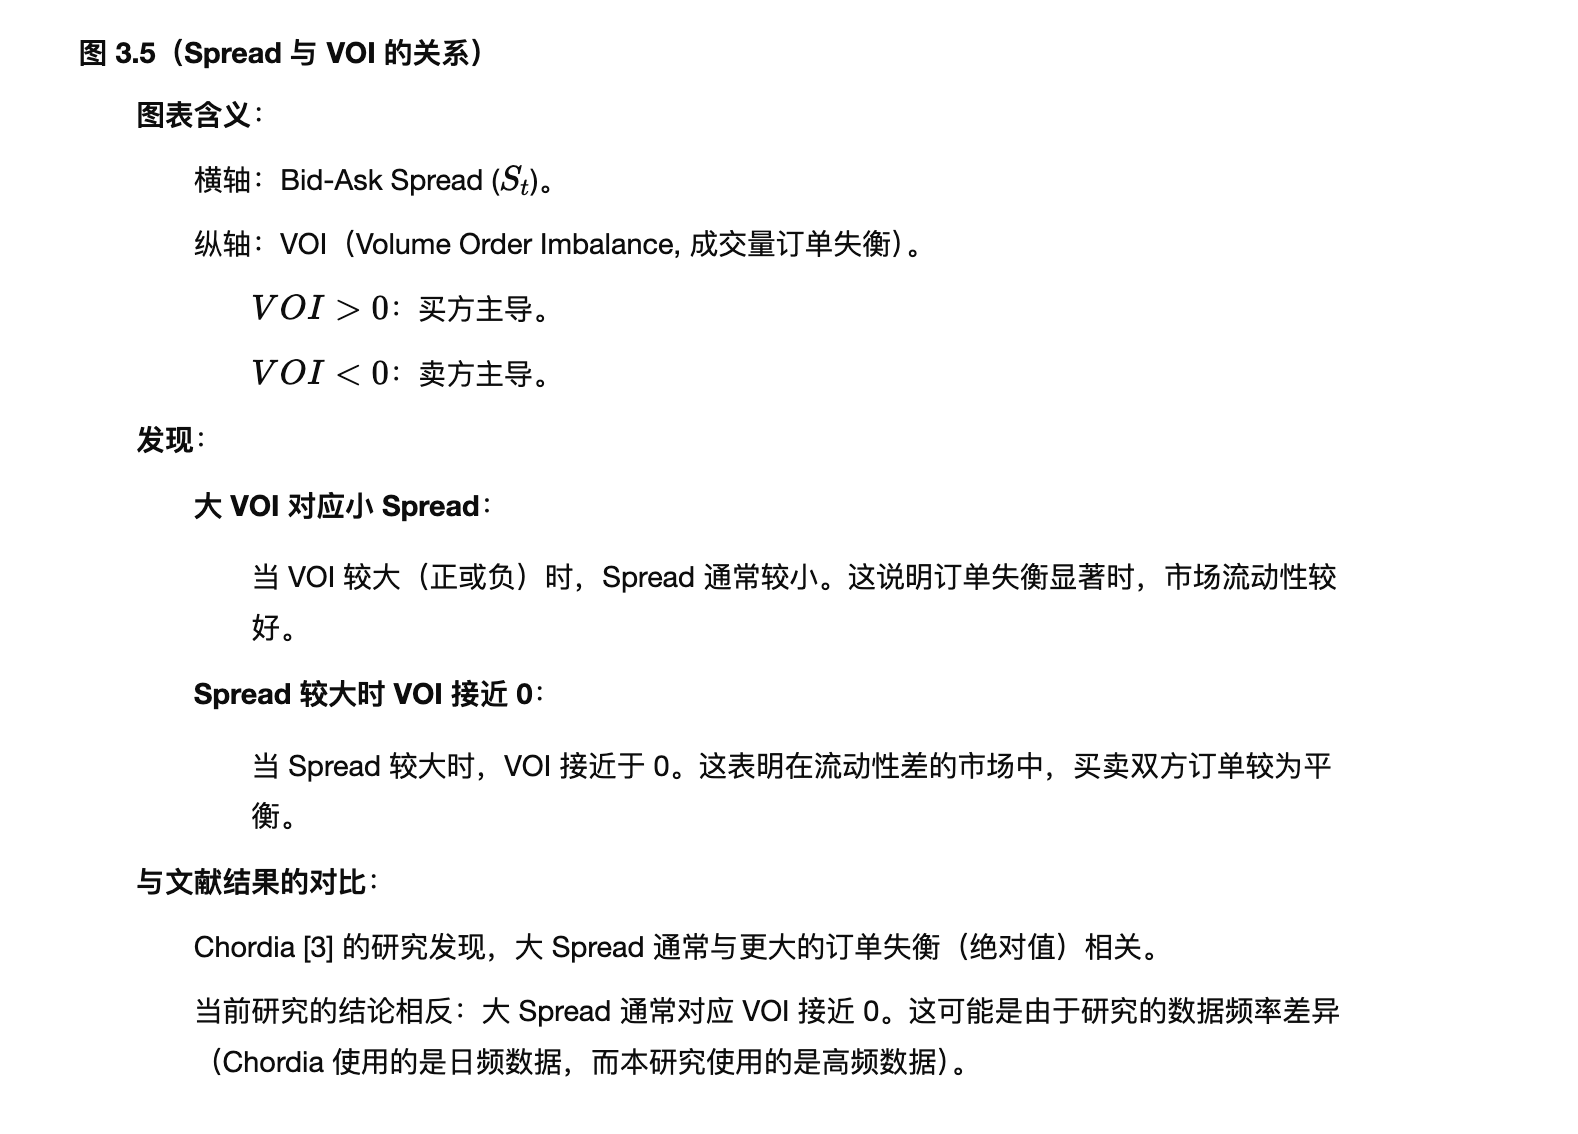 图 3.5（Spread 与 VOI 的关系）
图表含义：
横轴：Bid-Ask Spread (S_t)。
纵轴：VOI（Volume Order Imbalance, 成交量订单失衡）。
VOI > 0：买方主导。
VOI < 0：卖方主导。
发现：
大 VOI 对应小 Spread：
当 VOI 较大（正或负）时，Spread 通常较小。这说明订单失衡显著时，市场流动性较
好。
Spread 较大时 VOI 接近 0：
当 Spread 较大时，VOI 接近于 0。这表明在流动性差的市场中，买卖双方订单较为平
衡。
与文献结果的对比：
Chordia [3] 的研究发现，大 Spread 通常与更大的订单失衡（绝对值）相关。
当前研究的结论相反：大 Spread 通常对应 VOI 接近 0。这可能是由于研究的数据频率差异
（Chordia 使用的是日频数据，而本研究使用的是高频数据）。